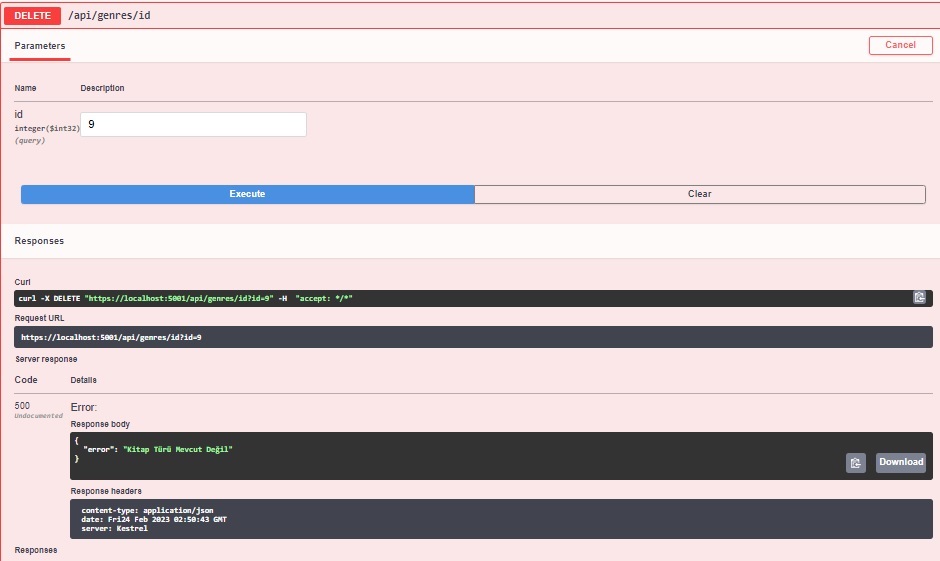 DELETE /api/genres/id
Parameters
Cancel
Name Description
id
integer($int32)
(query)
9
Execute Clear
Responses
Curl
curl -X DELETE "https://localhost:5001/api/genres/id?id=9" -H "accept: */*"
Request URL
https://localhost:5001/api/genres/id?id=9
Server response
Code Details
500
Undocumented
Error:
Response body
{
"error": "Kitap Türü Mevcut Değil"
}
Download
Response headers
content-type: application/json
date: Fri24 Feb 2023 02:50:43 GMT
server: Kestrel
Responses